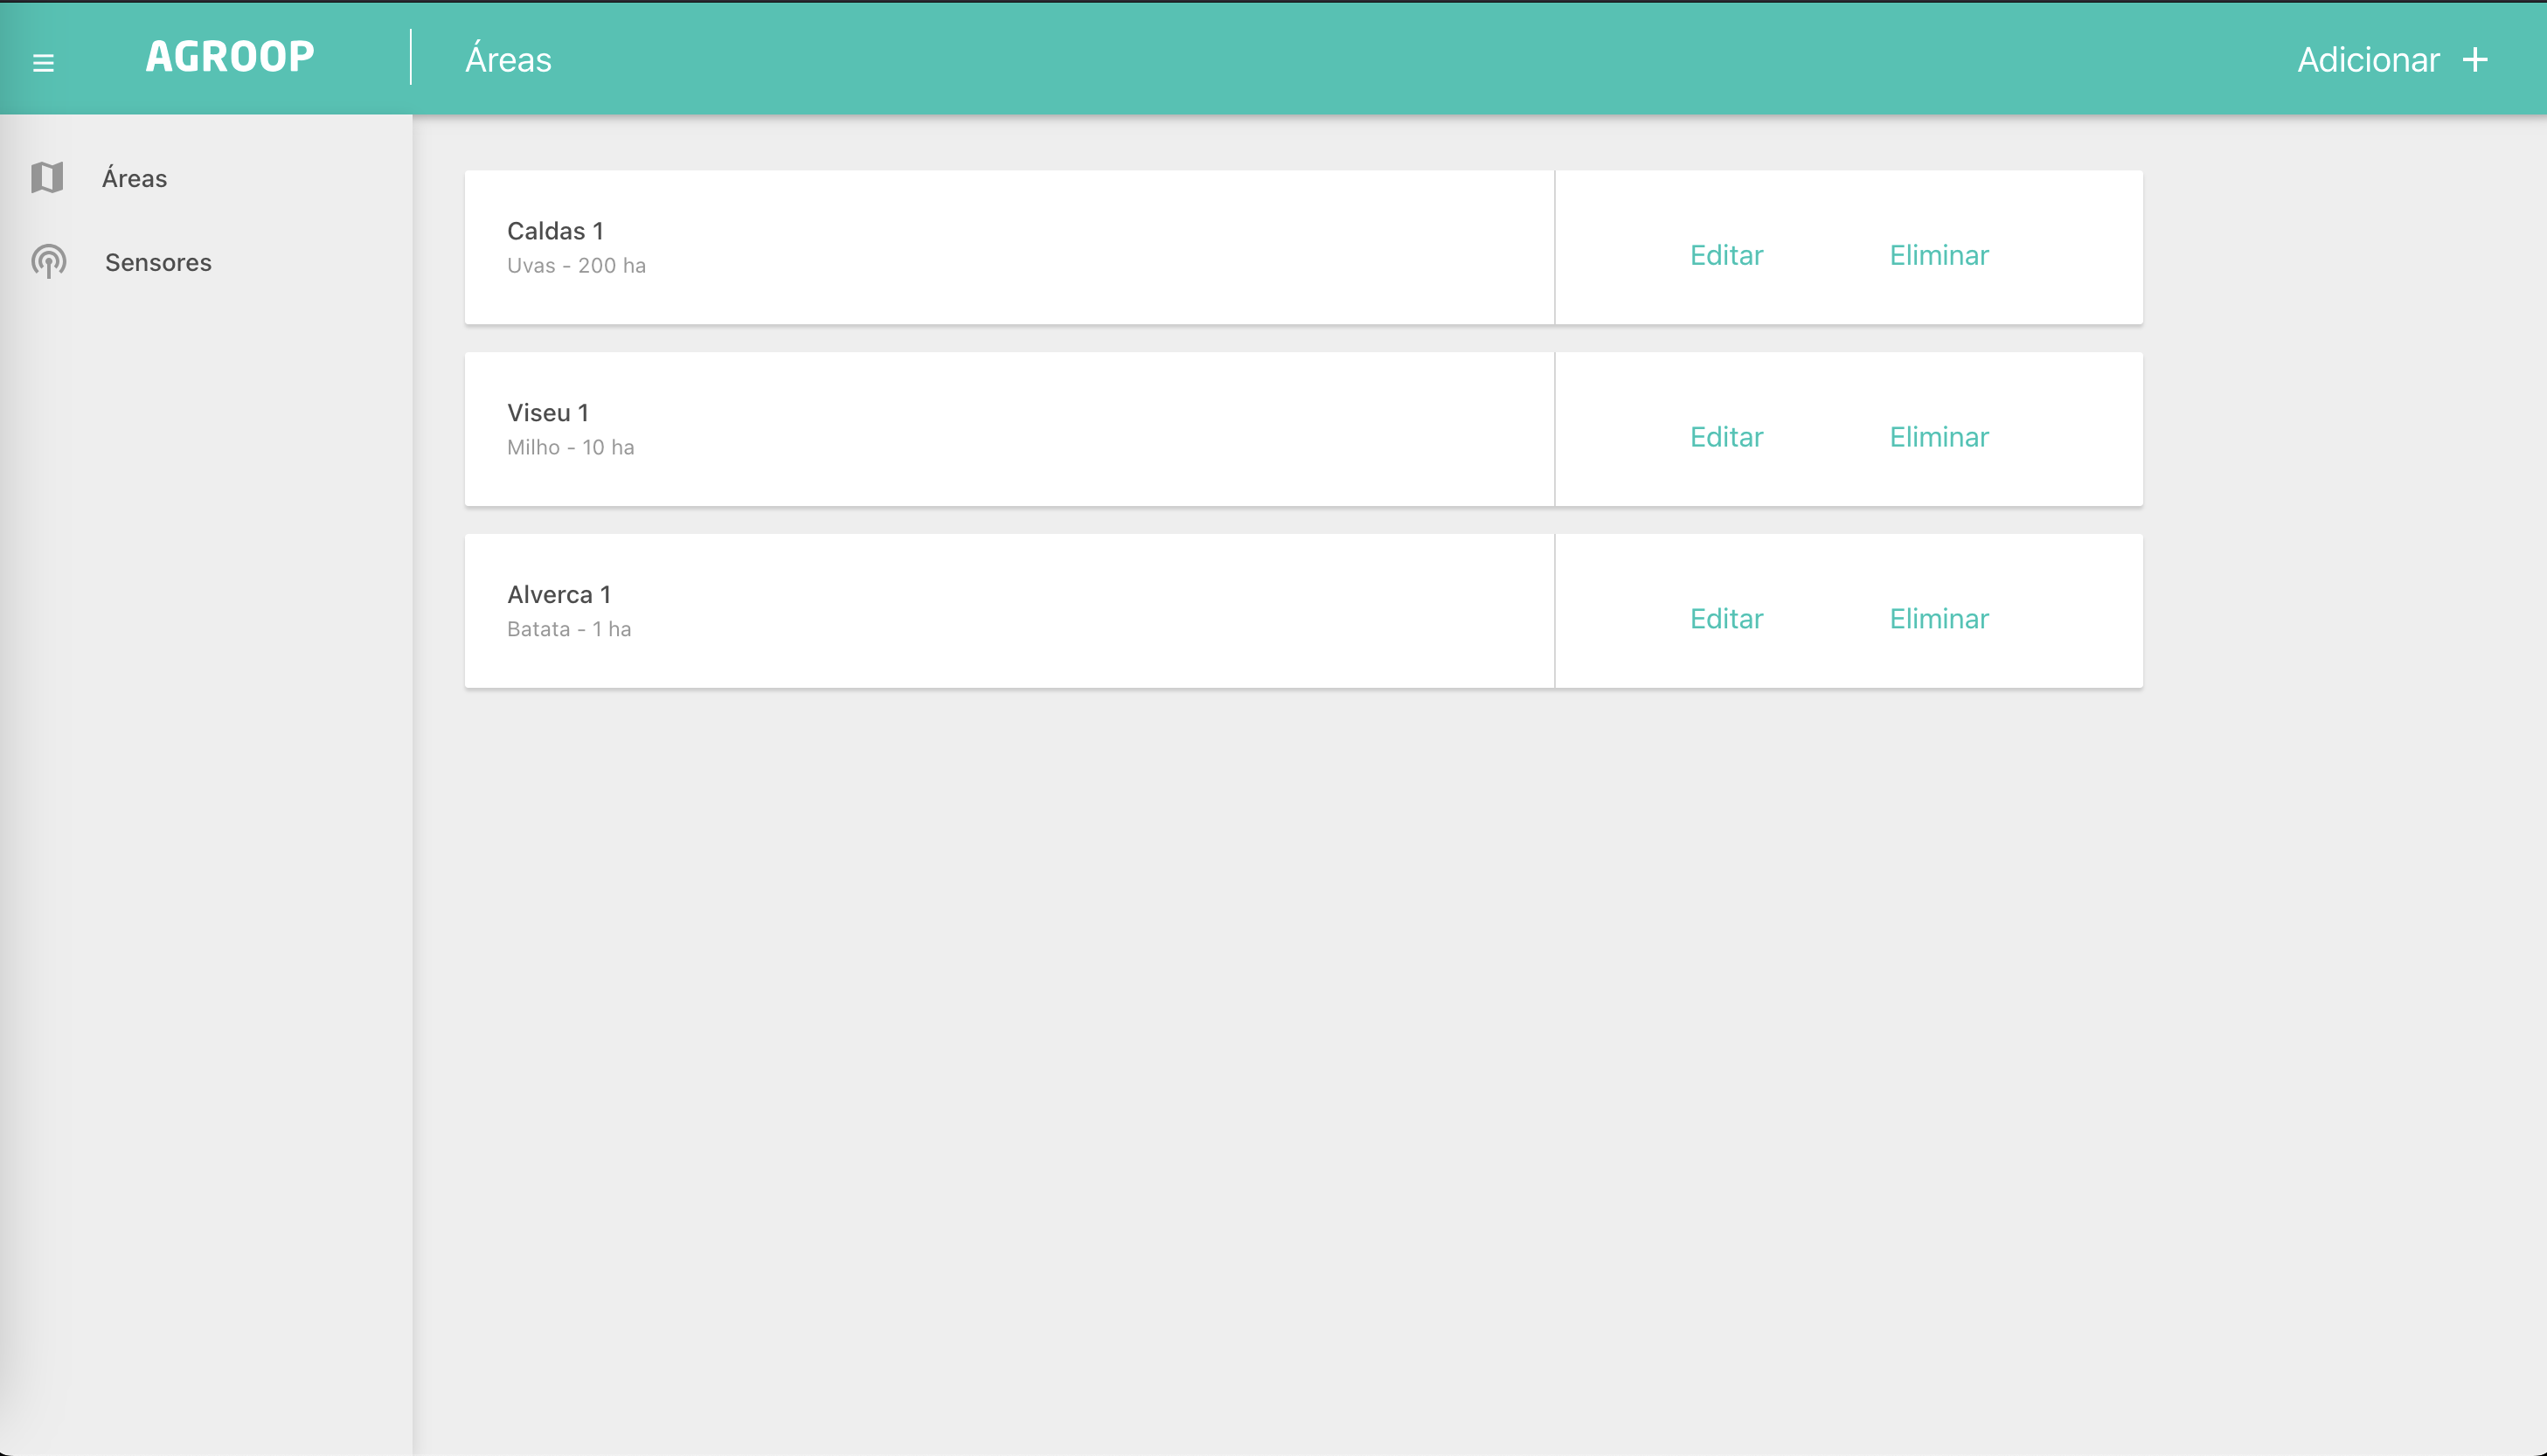 AGROOP
Áreas
Adicionar +
Áreas
Sensores
Caldas 1
Uvas - 200 ha
Editar
Eliminar
Viseu 1
Milho - 10 ha
Editar
Eliminar
Alverca 1
Batata - 1 ha
Editar
Eliminar